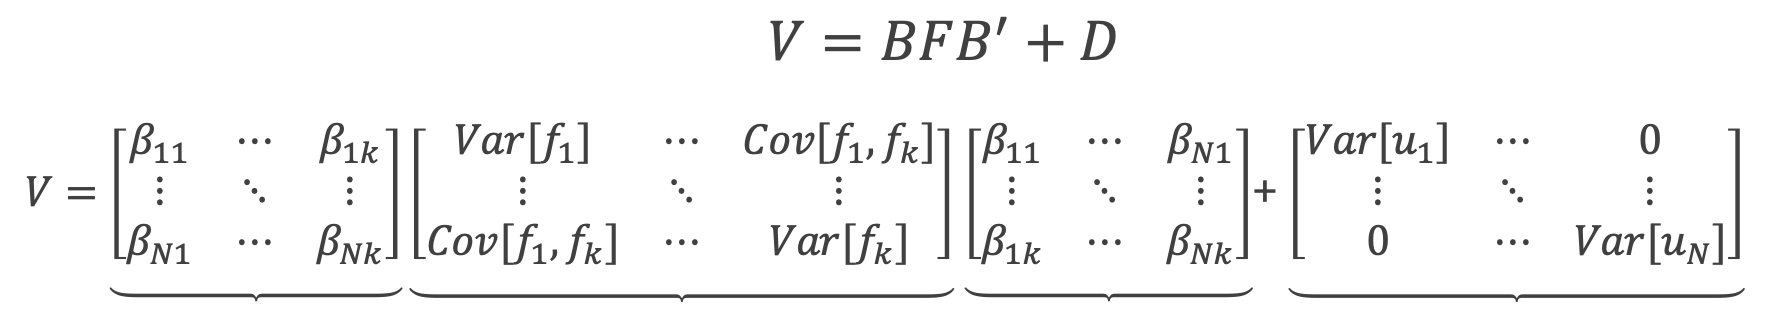 V = BFB′ + D
β11 ⋯ β1k Var[f1] ⋯ Cov[f1, fk] β11 ⋯ βN1 Var[u1] ⋯ 0
V = ⋮ ⋱ ⋮ ⋮ ⋱ ⋮ ⋮ ⋱ ⋮ + ⋮ ⋱ ⋮
βN1 ⋯ βNk Cov[f1, fk] ⋯ Var[fk] β1k ⋯ βNk 0 ⋯ Var[uN]